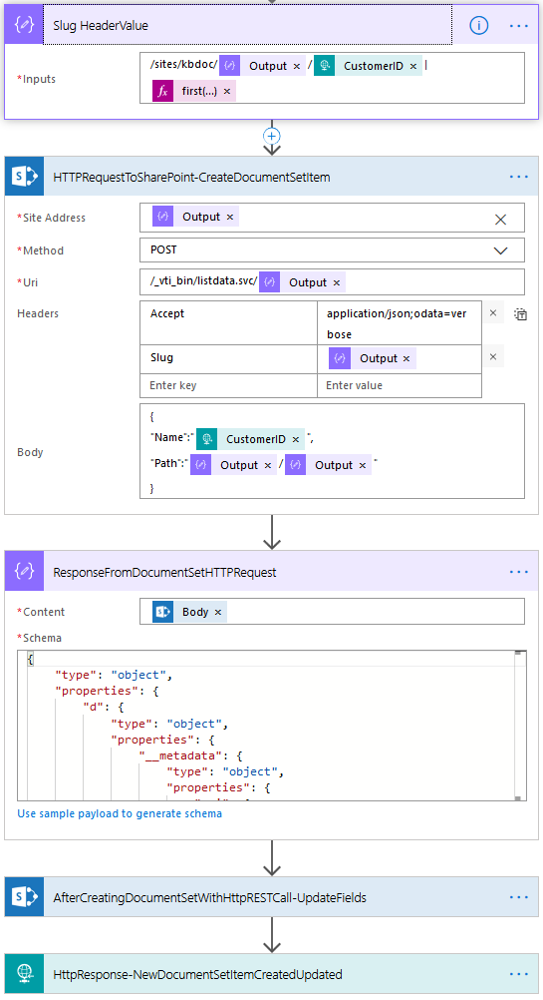 Slug HeaderValue
*Inputs
/sites/kbdoc/ Output × / CustomerID × |
fx first(...) ×
HTTPRequestToSharePoint-CreateDocumentSetItem
*Site Address
Output ×
*Method
POST
*Uri
/_vti_bin/listdata.svc/ Output ×
Headers
Accept
application/json;odata=ver
bose
Slug
Output ×
Enter key
Enter value
Body
{
"Name":" CustomerID × ",
"Path":" Output × / Output × "
}
ResponseFromDocumentSetHTTPRequest
*Content
Body ×
*Schema
{
"type": "object",
"properties": {
"d": {
"type": "object",
"properties": {
"__metadata": {
"type": "object",
"properties": {
Use sample payload to generate schema
AfterCreatingDocumentSetWithHttpRESTCall-UpdateFields
HttpResponse-NewDocumentSetItemCreatedUpdated